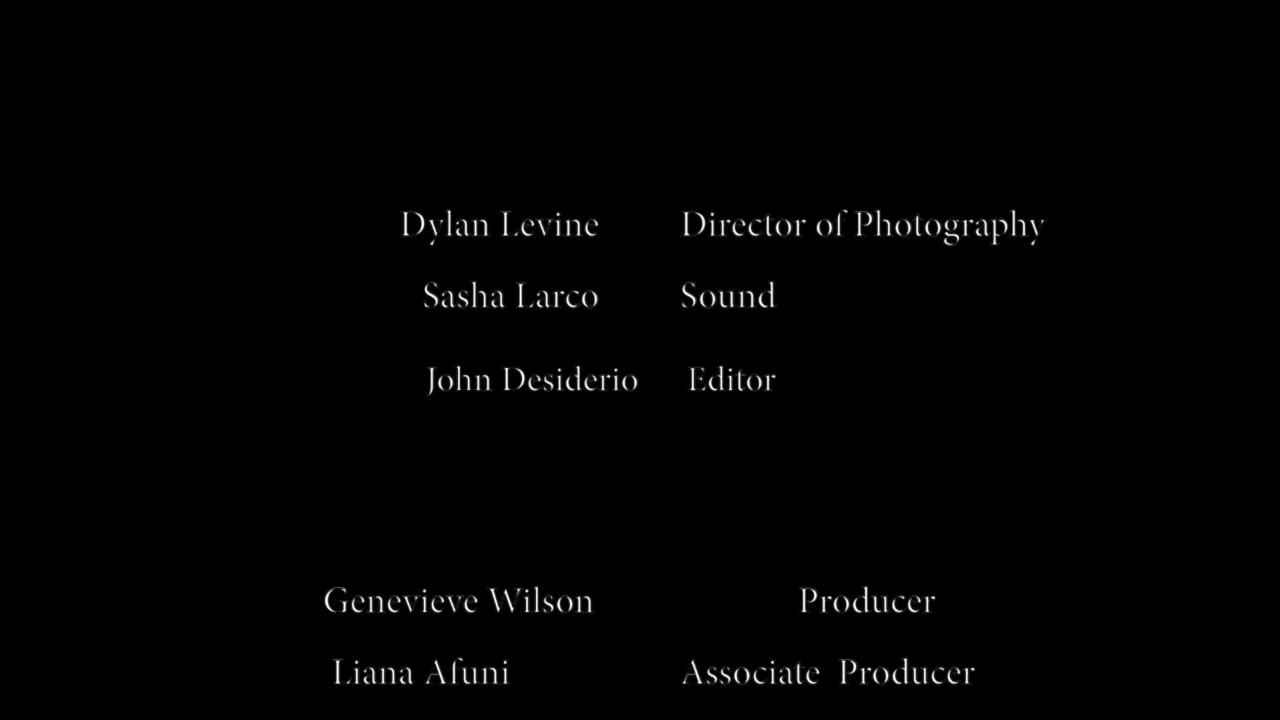 Dylan Levine Director of Photography
Sasha Larco Sound
John Desiderio Editor
Genevieve Wilson Producer
Liana Afuni Associate Producer